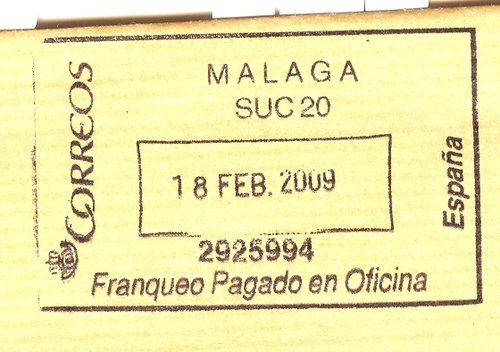 CORREOS
MALAGA
SUC 20
18 FEB. 2009
2925994
Franqueo Pagado en Oficina
España